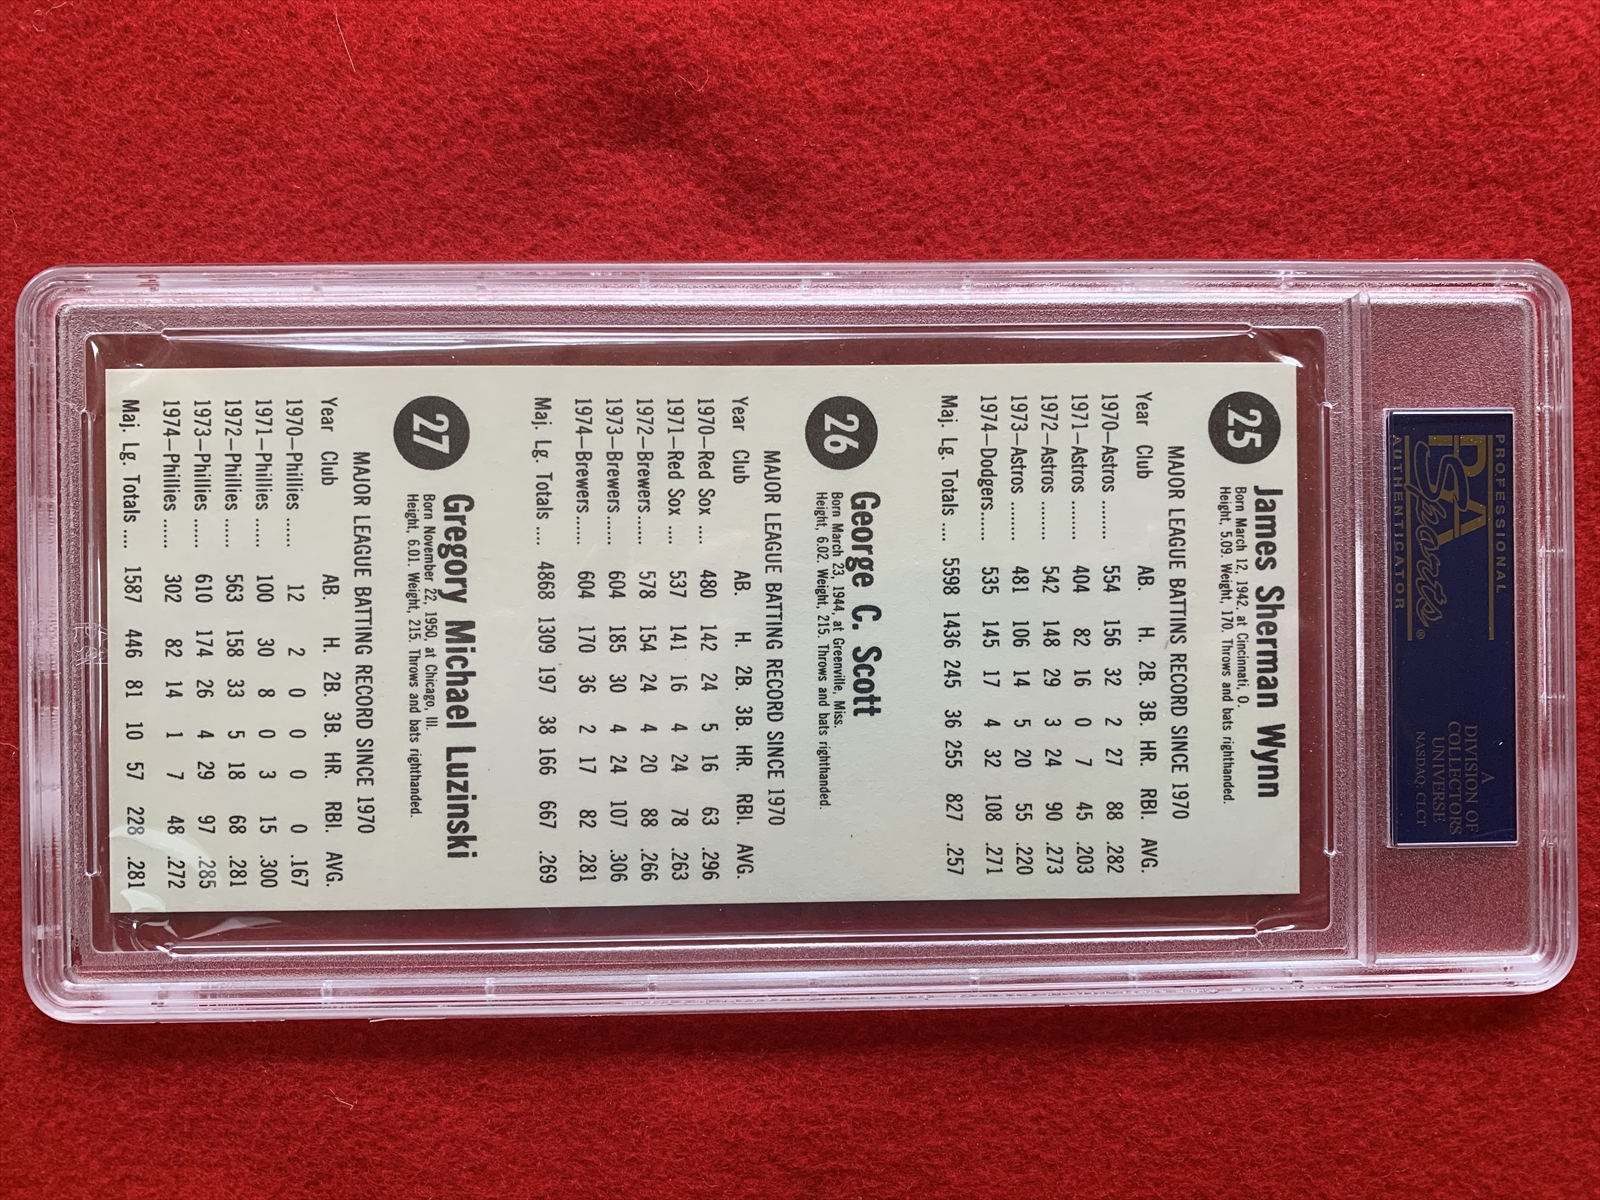 PROFESSIONAL
PSA
Sports®
AUTHENTICATOR
A
DIVISION OF
COLLECTORS
UNIVERSE
NASDAQ: CLCT
25 James Sherman Wynn
Born March 12, 1942, at Cincinnati, O.
Height, 5.09. Weight, 170. Throws and bats righthanded.
MAJOR LEAGUE BATTINS RECORD SINCE 1970
Year Club AB. H. 2B. 3B. HR. RBI. AVG.
1970—Astros ........ 554 156 32 2 27 88 .282
1971—Astros ........ 404 82 16 0 7 45 .203
1972—Astros ........ 542 148 29 3 24 90 .273
1973—Astros ........ 481 106 14 5 20 55 .220
1974—Dodgers..... 535 145 17 4 32 108 .271
Maj. Lg. Totals .... 5598 1436 245 36 255 827 .257
26 George C. Scott
Born March 23, 1944, at Greenville, Miss.
Height, 6.02. Weight, 215. Throws and bats righthanded.
MAJOR LEAGUE BATTING RECORD SINCE 1970
Year Club AB. H. 2B. 3B. HR. RBI. AVG.
1970—Red Sox .... 480 142 24 5 16 63 .296
1971—Red Sox .... 537 141 16 4 24 78 .263
1972—Brewers...... 578 154 24 4 20 88 .266
1973—Brewers...... 604 185 30 4 24 107 .306
1974—Brewers...... 604 170 36 2 17 82 .281
Maj. Lg. Totals .... 4868 1309 197 38 166 667 .269
27 Gregory Michael Luzinski
Born November 22, 1950, at Chicago, Ill.
Height, 6.01. Weight, 215. Throws and bats righthanded.
MAJOR LEAGUE BATTING RECORD SINCE 1970
Year Club AB. H. 2B. 3B. HR. RBI. AVG.
1970—Phillies ...... 12 2 0 0 0 0 .167
1971—Phillies ...... 100 30 8 0 3 15 .300
1972—Phillies ...... 563 158 33 5 18 68 .281
1973—Phillies ...... 610 174 26 4 29 97 .285
1974—Phillies ...... 302 82 14 1 7 48 .272
Maj. Lg. Totals .... 1587 446 81 10 57 228 .281